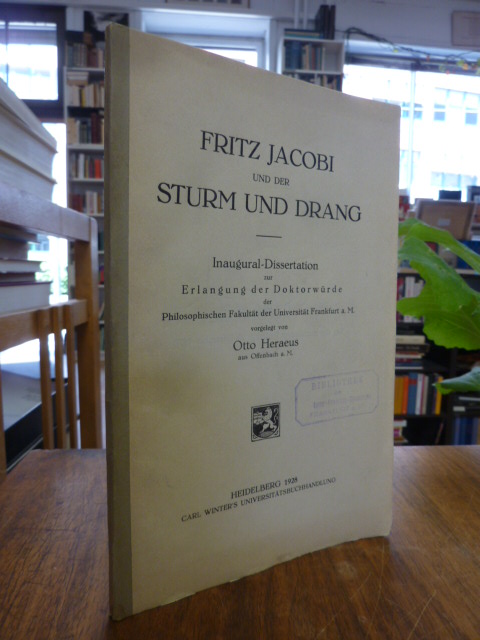 FRITZ JACOBI
UND DER
STURM UND DRANG
Inaugural-Dissertation
zur
Erlangung der Doktorwürde
der
Philosophischen Fakultät der Universität Frankfurt a. M.
vorgelegt von
Otto Heraeus
aus Offenbach a. M.
BIBLIOTHEK
HEIDELBERG 1928
CARL WINTER'S UNIVERSITÄTSBUCHHANDLUNG